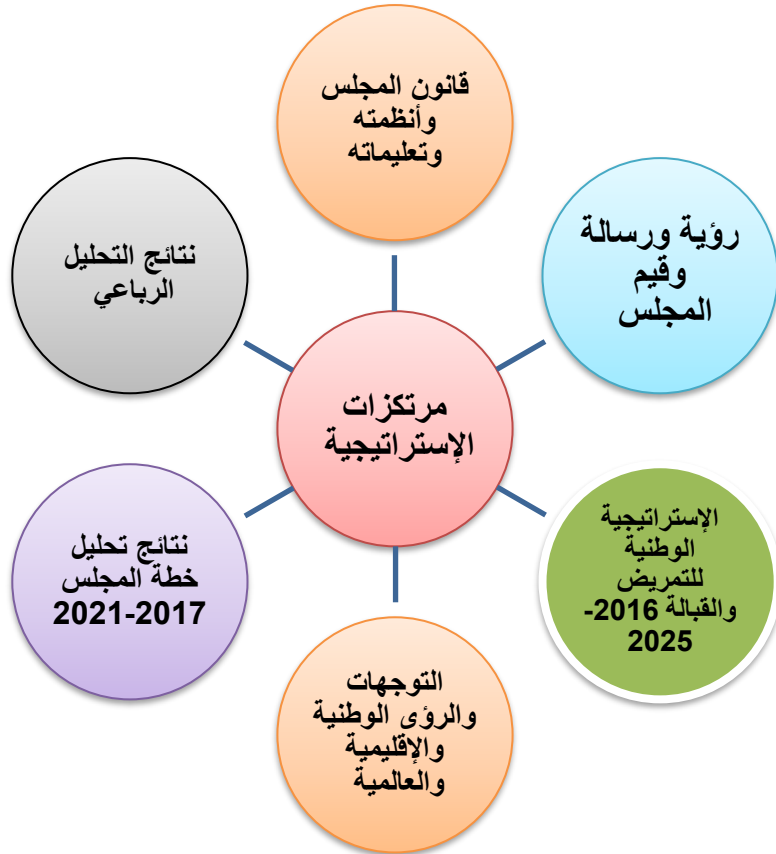 قانون المجلس
وأنظمته
وتعليماته
رؤية ورسالة
وقيم
المجلس
نتائج التحليل
الرباعي
مرتكزات
الإستراتيجية
الإستراتيجية
الوطنية
للتمريض
والقبالة 2016-
2025
نتائج تحليل
خطة المجلس
2021-2017
التوجهات
والرؤى الوطنية
والإقليمية
والعالمية